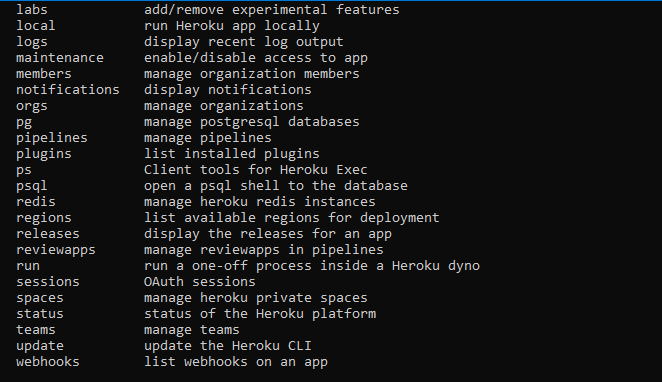 labs add/remove experimental features
local run Heroku app locally
logs display recent log output
maintenance enable/disable access to app
members manage organization members
notifications display notifications
orgs manage organizations
pg manage postgresql databases
pipelines manage pipelines
plugins list installed plugins
ps Client tools for Heroku Exec
psql open a psql shell to the database
redis manage heroku redis instances
regions list available regions for deployment
releases display the releases for an app
reviewapps manage reviewapps in pipelines
run run a one-off process inside a Heroku dyno
sessions OAuth sessions
spaces manage heroku private spaces
status status of the Heroku platform
teams manage teams
update update the Heroku CLI
webhooks list webhooks on an app